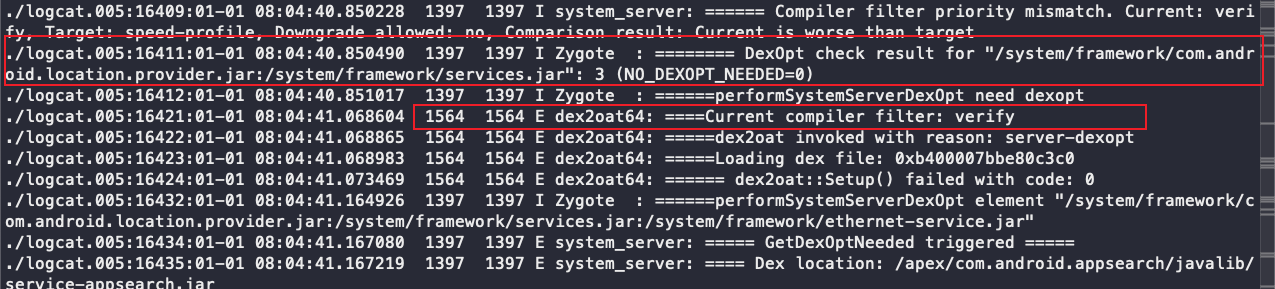 ./logcat.005:16409:01-01 08:04:40.850228  1397  1397 I system_server: ====== Compiler filter priority mismatch. Current: veri
fy, Target: speed-profile, Downgrade allowed: no, Comparison result: Current is worse than target
./logcat.005:16411:01-01 08:04:40.850490  1397  1397 I Zygote  : ======== DexOpt check result for "/system/framework/com.andr
oid.location.provider.jar:/system/framework/services.jar": 3 (NO_DEXOPT_NEEDED=0)
./logcat.005:16412:01-01 08:04:40.851017  1397  1397 I Zygote  : ======performSystemServerDexOpt need dexopt
./logcat.005:16421:01-01 08:04:41.068604  1564  1564 E dex2oat64: ====Current compiler filter: verify
./logcat.005:16422:01-01 08:04:41.068865  1564  1564 E dex2oat64: =====dex2oat invoked with reason: server-dexopt
./logcat.005:16423:01-01 08:04:41.068983  1564  1564 E dex2oat64: =====Loading dex file: 0xb400007bbe80c3c0
./logcat.005:16424:01-01 08:04:41.073469  1564  1564 E dex2oat64: ====== dex2oat::Setup() failed with code: 0
./logcat.005:16432:01-01 08:04:41.164926  1397  1397 I Zygote  : ======performSystemServerDexOpt element "/system/framework/c
om.android.location.provider.jar:/system/framework/services.jar:/system/framework/ethernet-service.jar"
./logcat.005:16434:01-01 08:04:41.167080  1397  1397 E system_server: ===== GetDexOptNeeded triggered =====
./logcat.005:16435:01-01 08:04:41.167219  1397  1397 E system_server: ==== Dex location: /apex/com.android.appsearch/javalib/
service-appsearch.jar